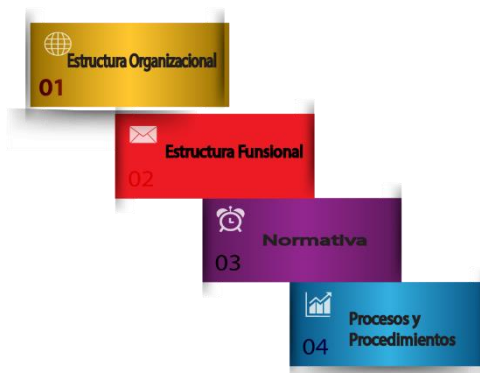 Estructura Organizacional
01
Estructura Funsional
02
Normativa
03
Procesos y
Procedimientos
04